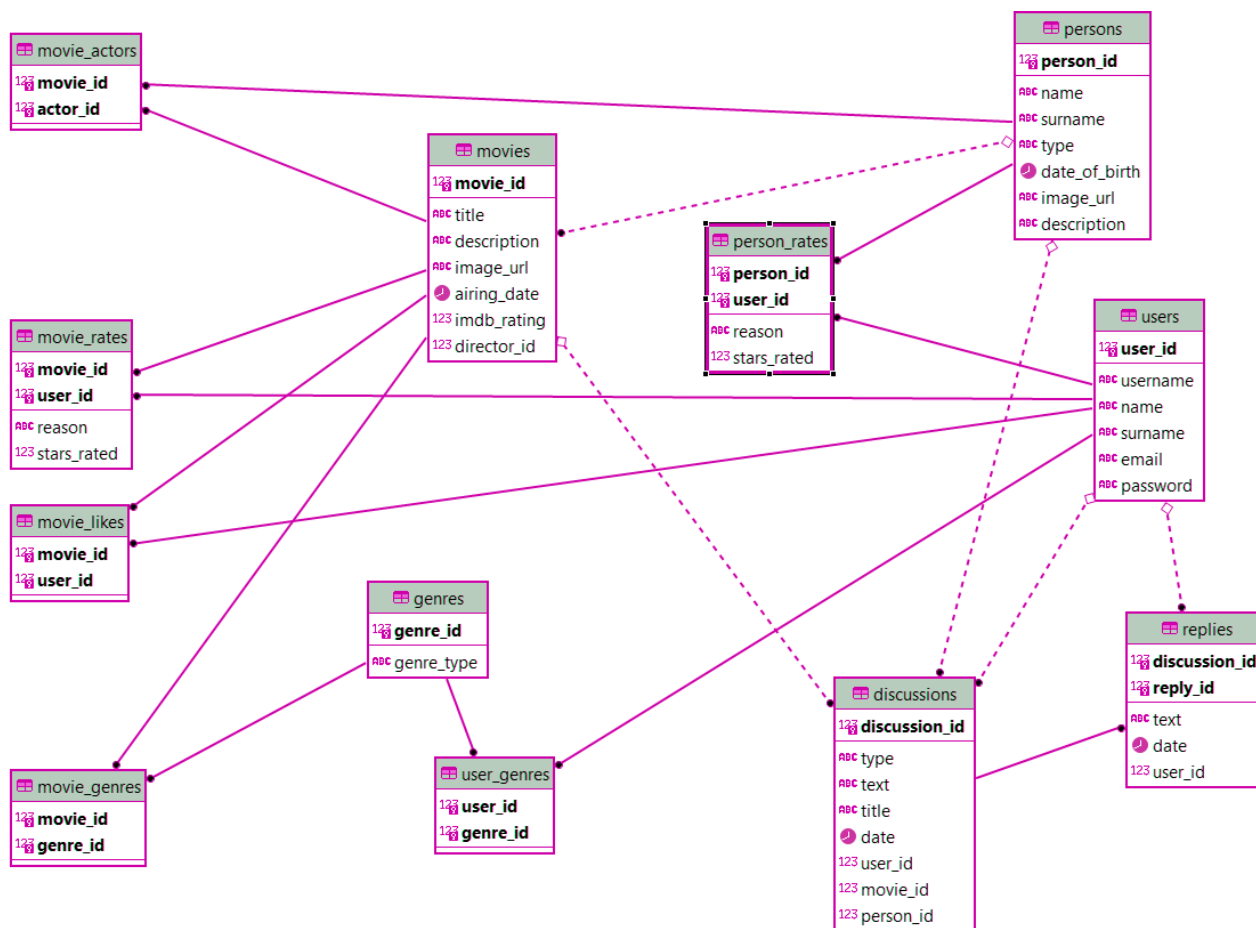 movie_actors
movie_id
actor_id
persons
person_id
name
surname
type
date_of_birth
image_url
description
movies
movie_id
title
description
image_url
airing_date
imdb_rating
director_id
person_rates
person_id
user_id
reason
stars_rated
users
user_id
username
name
surname
email
password
movie_rates
movie_id
user_id
reason
stars_rated
movie_likes
movie_id
user_id
genres
genre_id
genre_type
replies
discussion_id
reply_id
text
date
user_id
discussions
discussion_id
type
text
title
date
user_id
movie_id
person_id
movie_genres
movie_id
genre_id
user_genres
user_id
genre_id